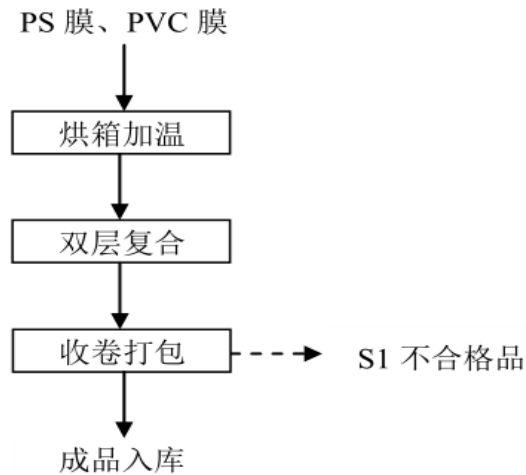 PS 膜、PVC 膜
烘箱加温
双层复合
收卷打包
S1 不合格品
成品入库